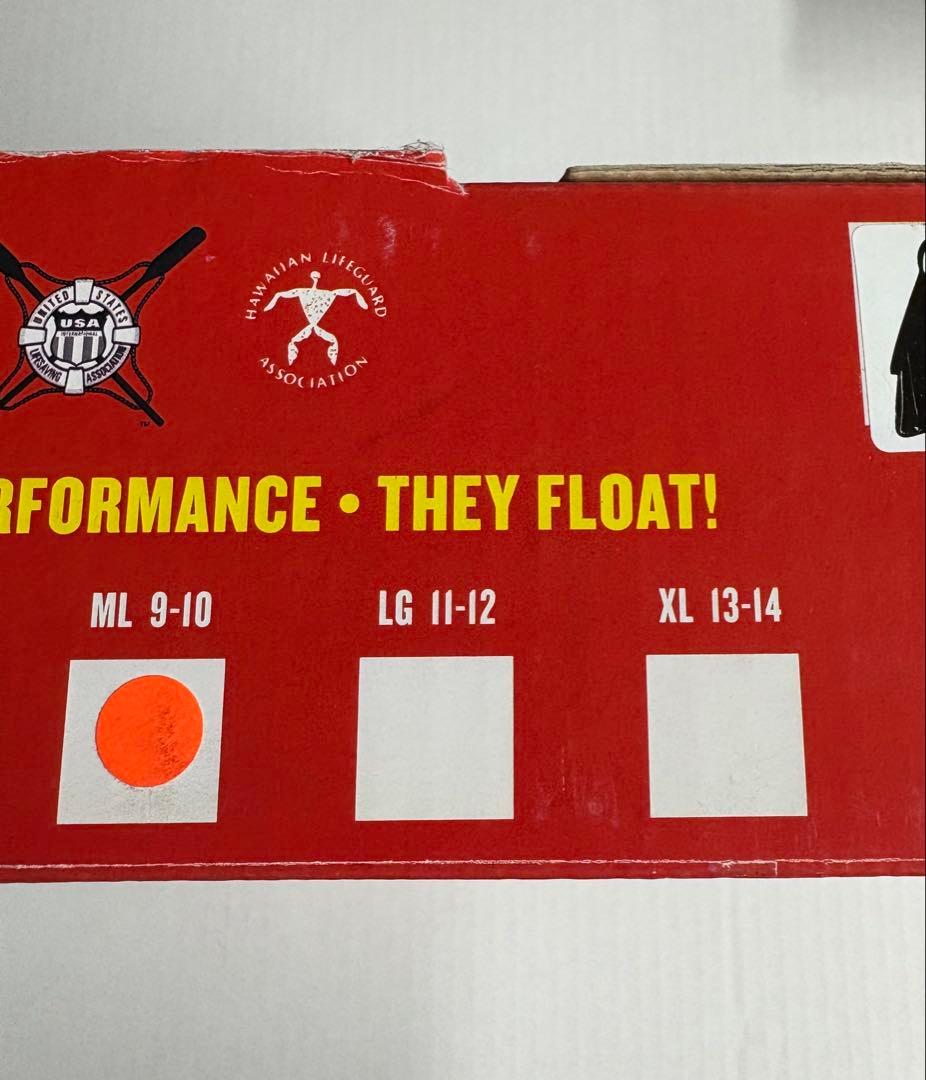 UNITED STATES
USA
LIFESAVING ASSOCIATION
TM
HAWAIIAN LIFEGUARD
ASSOCIATION
RFORMANCE • THEY FLOAT!
ML 9-10 LG 11-12 XL 13-14